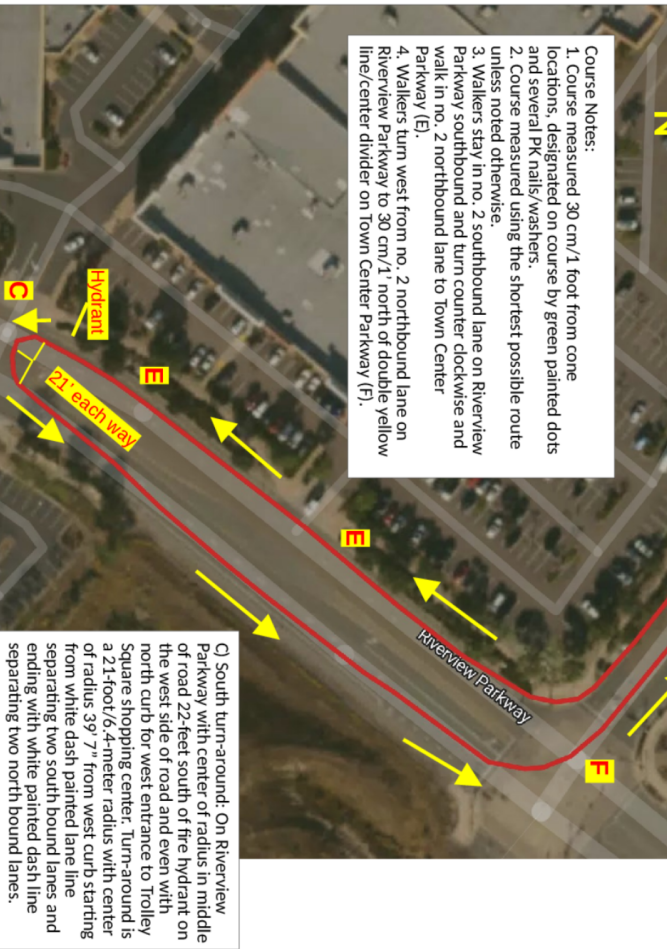 Course Notes:
1. Course measured 30 cm/1 foot from cone
locations, designated on course by green painted dots
and several PK nails/washers.
2. Course measured using the shortest possible route
unless noted otherwise.
3. Walkers stay in no. 2 southbound lane on Riverview
Parkway southbound and turn counter clockwise and
walk in no. 2 northbound lane to Town Center
Parkway (E).
4. Walkers turn west from no. 2 northbound lane on
Riverview Parkway to 30 cm/1' north of double yellow
line/center divider on Town Center Parkway (F).
N
Hydrant
C
E
21' each way
E
Riverview Parkway
F
C) South turn-around: On Riverview
Parkway with center of radius in middle
of road 22-feet south of fire hydrant on
the west side of road and even with
north curb for west entrance to Trolley
Square shopping center. Turn-around is
a 21-foot/6.4-meter radius with center
of radius 39' 7" from west curb starting
from white dash painted lane line
separating two south bound lanes and
ending with white painted dash line
separating two north bound lanes.